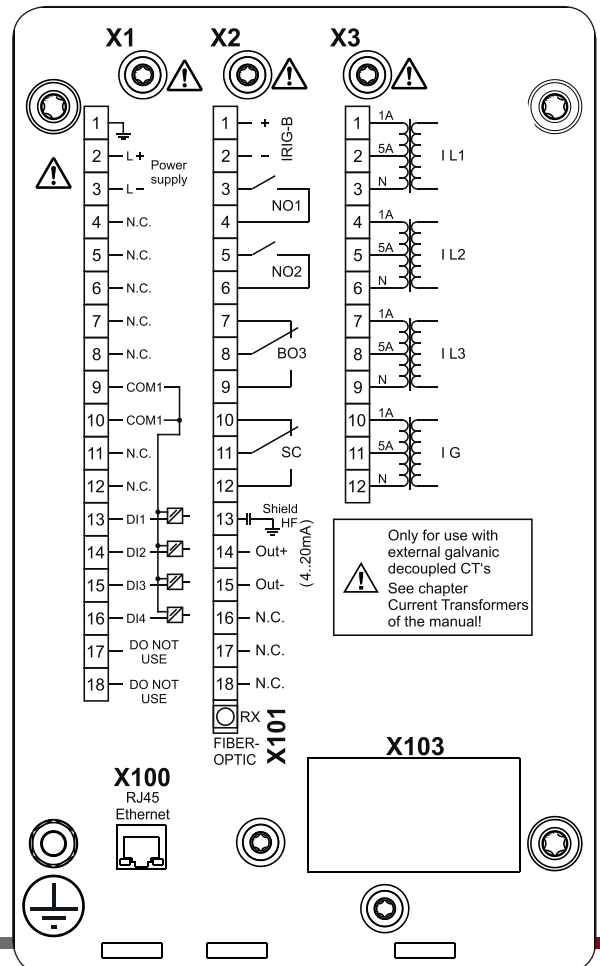 X1
X2
X3
1
2 L+ Power supply
3 L-
4 N.C.
5 N.C.
6 N.C.
7 N.C.
8 N.C.
9 COM1
10 COM1
11 N.C.
12 N.C.
13 DI1
14 DI2
15 DI3
16 DI4
17 DO NOT USE
18 DO NOT USE
1 +
2 -
IRIG-B
3
NO1
4
5
NO2
6
7
8 BO3
9
10
11 SC
12
13 Shield HF
14 Out+
15 Out-
(4..20mA)
16 N.C.
17 N.C.
18 N.C.
RX
X101
FIBER-
OPTIC
1 1A
2 5A I L1
3 N
4 1A
5 5A I L2
6 N
7 1A
8 5A I L3
9 N
10 1A
11 5A I G
12 N
Only for use with
external galvanic
decoupled CT's
See chapter
Current Transformers
of the manual!
X100
RJ45
Ethernet
X103